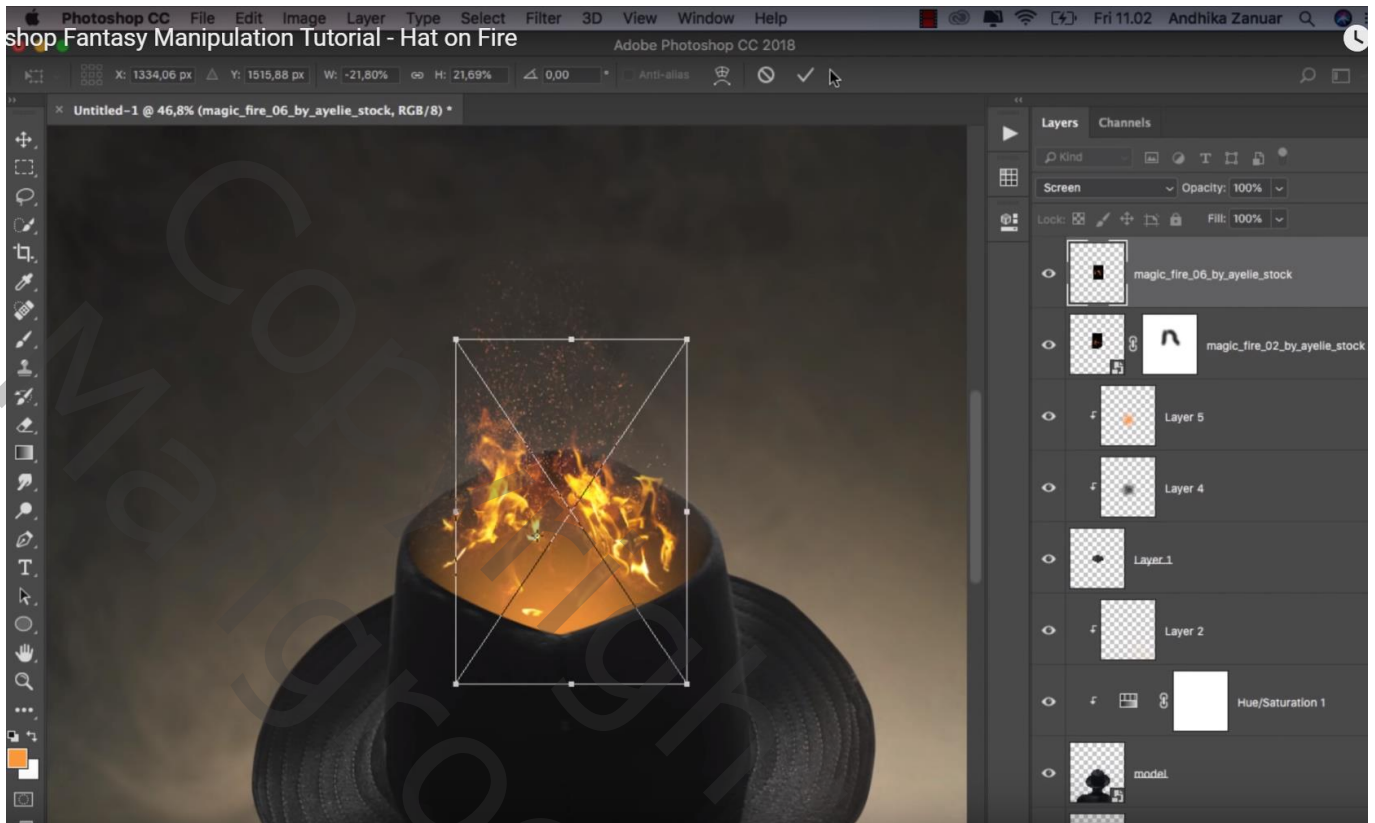 Photoshop CC File Edit Image Layer Type Select Filter 3D View Window Help Fri 11.02 Andhika Zanuar
shop Fantasy Manipulation Tutorial - Hat on Fire
Adobe Photoshop CC 2018
X: 1334,06 px Y: 1515,88 px W: -21,80% H: 21,69% 0,00 ° Anti-alias
Untitled-1 @ 46,8% (magic_fire_06_by_ayelie_stock, RGB/8) *
Layers Channels
Kind
Screen Opacity: 100%
Lock: Fill: 100%
magic_fire_06_by_ayelie_stock
magic_fire_02_by_ayelie_stock
Layer 5
Layer 4
Layer 1
Layer 2
Hue/Saturation 1
model